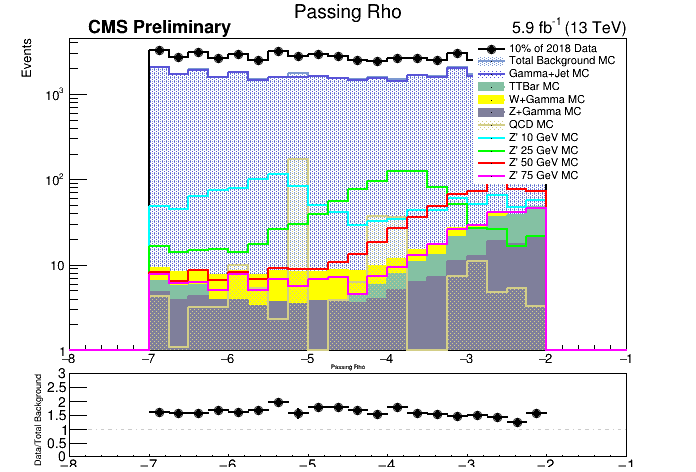 Passing Rho
CMS Preliminary
5.9 fb⁻¹ (13 TeV)
Events
10³
10²
10
1
10% of 2018 Data
Total Background MC
Gamma+Jet MC
TTBar MC
W+Gamma MC
Z+Gamma MC
QCD MC
Z' 10 GeV MC
Z' 25 GeV MC
Z' 50 GeV MC
Z' 75 GeV MC
−8 −7 −6 −5 −4 −3 −2 −1
Passing Rho
Data/Total Background
3
2.5
2
1.5
1
0.5
0
−8 −7 −6 −5 −4 −3 −2 −1